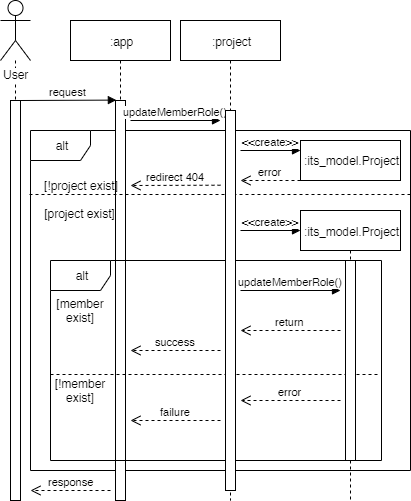 :app
:project
User
request
updateMemberRole()
alt
<<create>>
:its_model.Project
error
redirect 404
[!project exist]
[project exist]
<<create>>
:its_model.Project
alt
updateMemberRole()
[member
exist]
return
success
[!member
exist]
error
failure
response